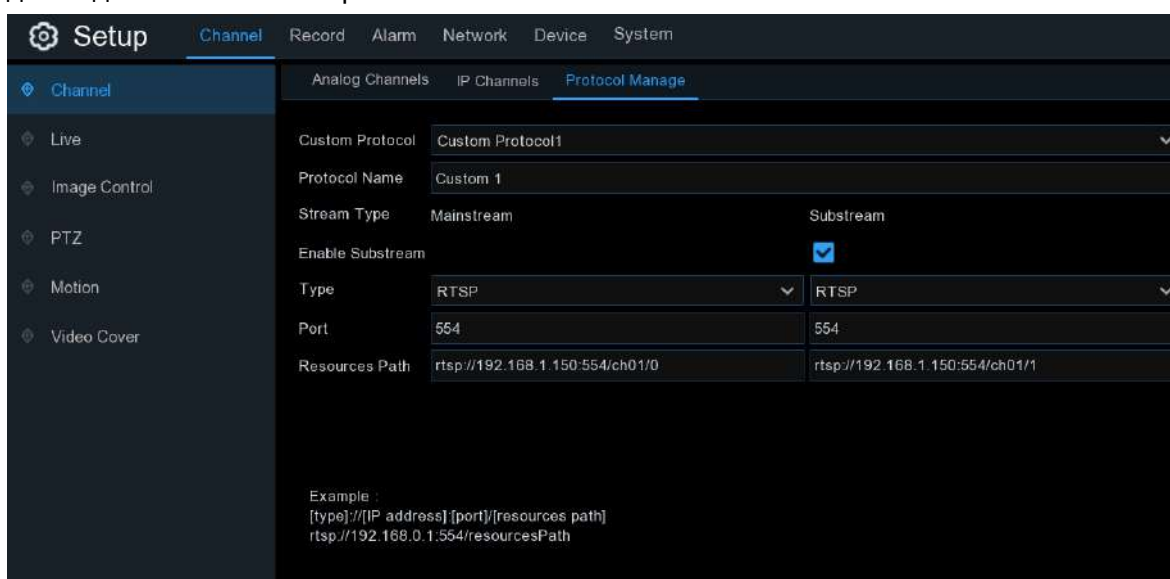 Setup Channel Record Alarm Network Device System
Channel
Live
Image Control
PTZ
Motion
Video Cover
Analog Channels IP Channels Protocol Manage
Custom Protocol Custom Protocol1
Protocol Name Custom 1
Stream Type Mainstream Substream
Enable Substream
Type RTSP RTSP
Port 554 554
Resources Path rtsp://192.168.1.150:554/ch01/0 rtsp://192.168.1.150:554/ch01/1
Example :
[type]://[IP address]:[port]/[resources path]
rtsp://192.168.0.1:554/resourcesPath